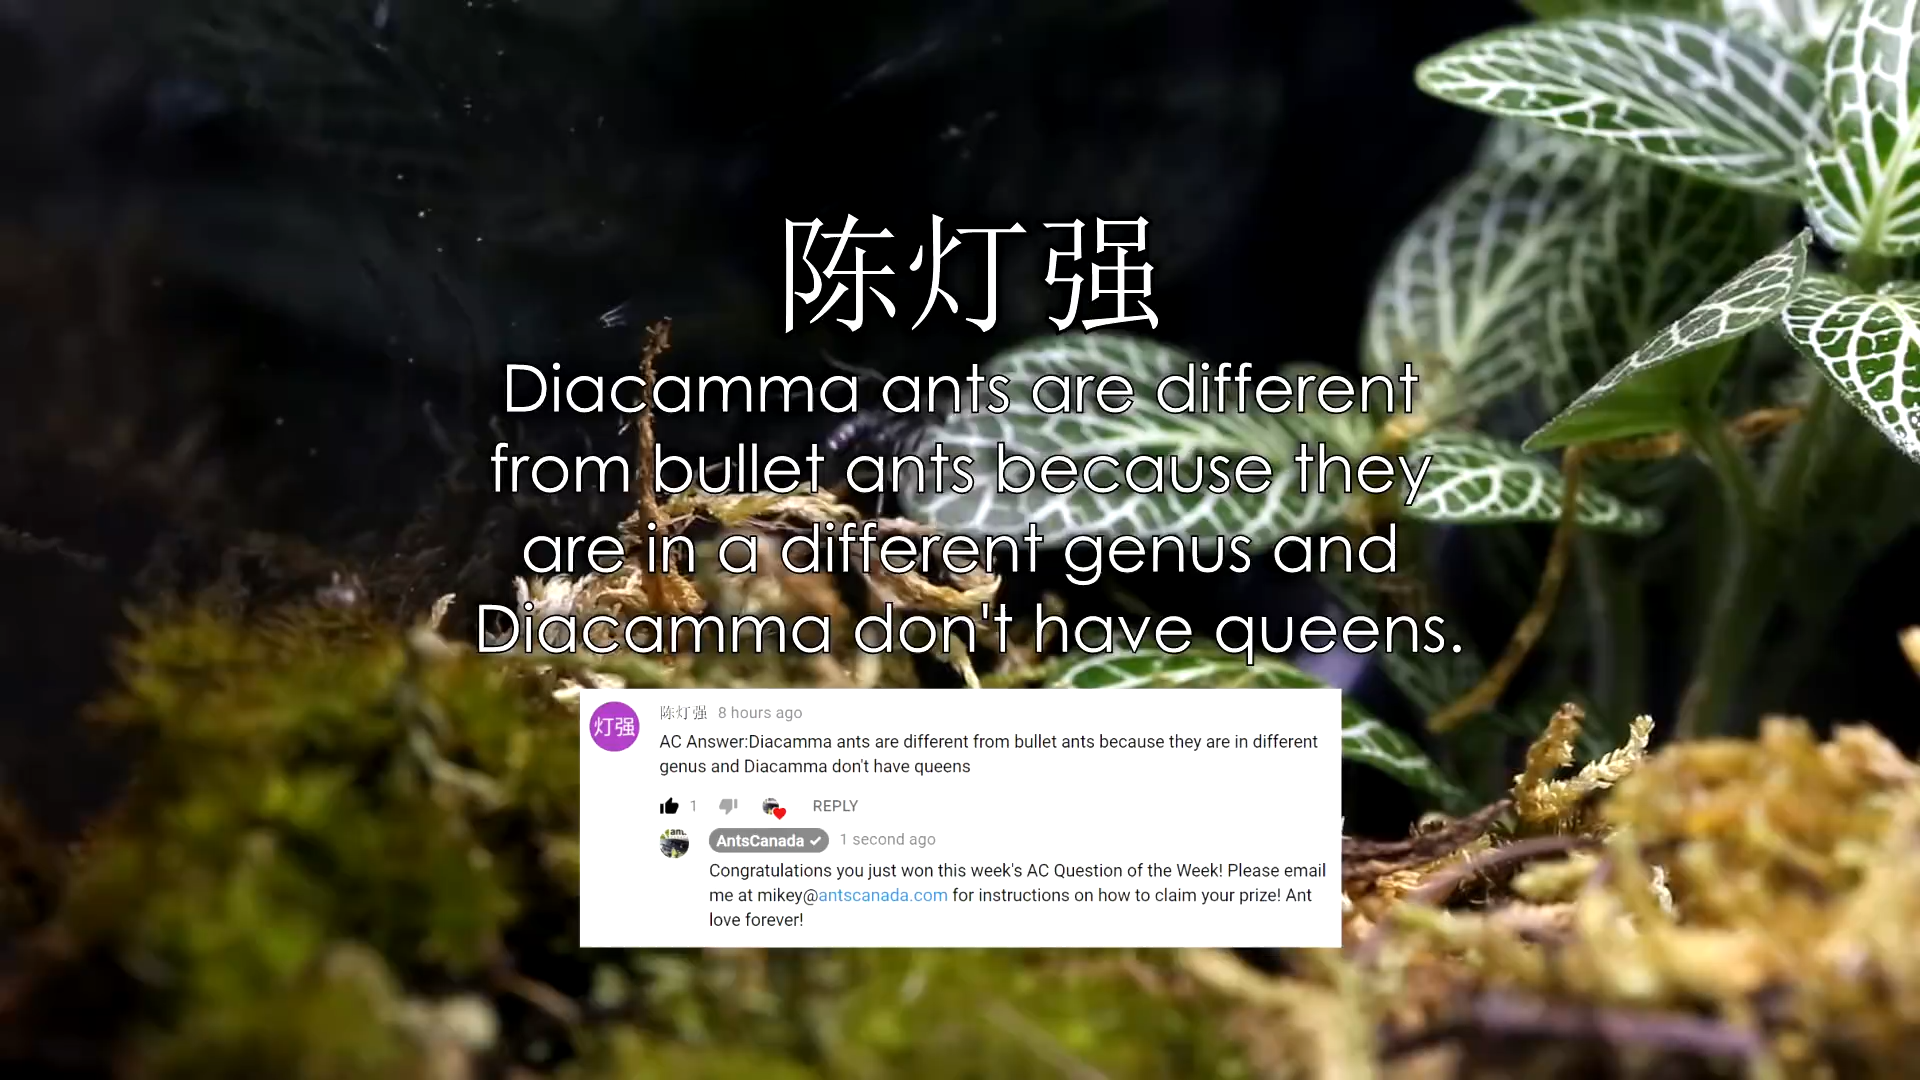 陈灯强
Diacamma ants are different
from bullet ants because they
are in a different genus and
Diacamma don't have queens.
灯强
陈灯强 8 hours ago
AC Answer:Diacamma ants are different from bullet ants because they are in different
genus and Diacamma don't have queens
1 REPLY
AntsCanada 1 second ago
Congratulations you just won this week's AC Question of the Week! Please email
me at mikey@antscanada.com for instructions on how to claim your prize! Ant
love forever!